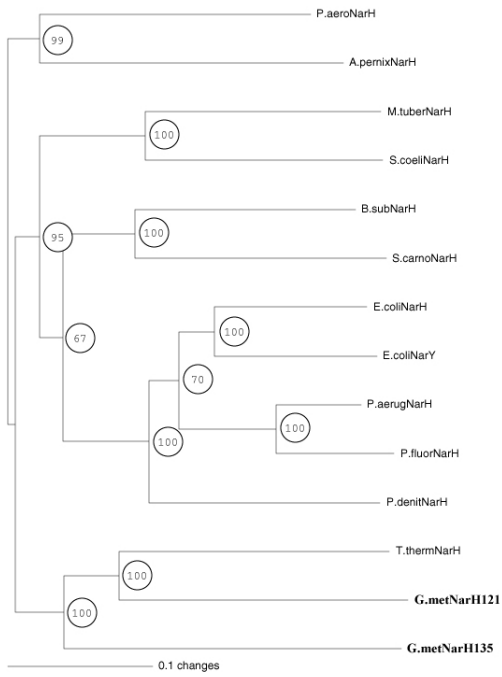 P.aeroNarH
99
A.pernixNarH
M.tuberNarH
100
S.coeliNarH
B.subNarH
95
100
S.carnoNarH
E.coliNarH
100
67
E.coliNarY
70
P.aerugNarH
100
100
P.fluorNarH
P.denitNarH
T.thermNarH
100
G.metNarH121
100
G.metNarH135
0.1 changes